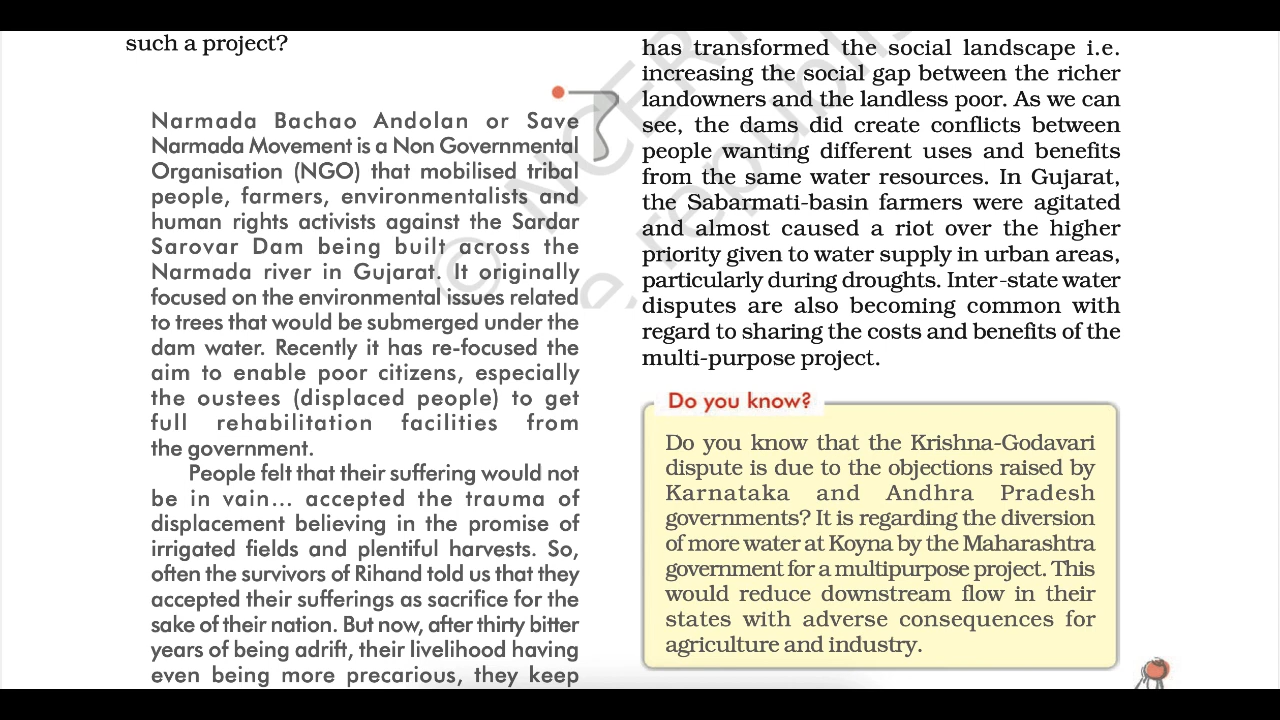 such a project?
Narmada Bachao Andolan or Save
Narmada Movement is a Non Governmental
Organisation (NGO) that mobilised tribal
people, farmers, environmentalists and
human rights activists against the Sardar
Sarovar Dam being built across the
Narmada river in Gujarat. It originally
focused on the environmental issues related
to trees that would be submerged under the
dam water. Recently it has re-focused the
aim to enable poor citizens, especially
the oustees (displaced people) to get
full rehabilitation facilities from
the government.
People felt that their suffering would not
be in vain... accepted the trauma of
displacement believing in the promise of
irrigated fields and plentiful harvests. So,
often the survivors of Rihand told us that they
accepted their sufferings as sacrifice for the
sake of their nation. But now, after thirty bitter
years of being adrift, their livelihood having
even being more precarious, they keep
has transformed the social landscape i.e.
increasing the social gap between the richer
landowners and the landless poor. As we can
see, the dams did create conflicts between
people wanting different uses and benefits
from the same water resources. In Gujarat,
the Sabarmati-basin farmers were agitated
and almost caused a riot over the higher
priority given to water supply in urban areas,
particularly during droughts. Inter-state water
disputes are also becoming common with
regard to sharing the costs and benefits of the
multi-purpose project.
Do you know?
Do you know that the Krishna-Godavari
dispute is due to the objections raised by
Karnataka and Andhra Pradesh
governments? It is regarding the diversion
of more water at Koyna by the Maharashtra
government for a multipurpose project. This
would reduce downstream flow in their
states with adverse consequences for
agriculture and industry.